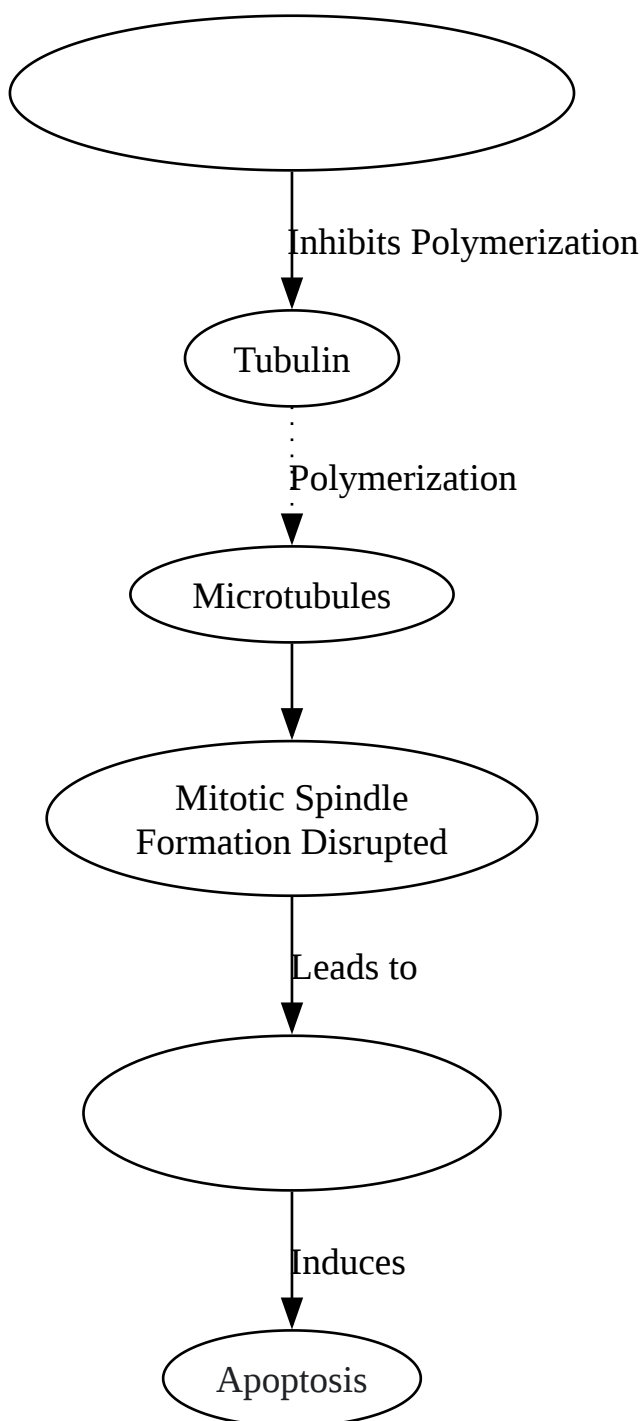 Inhibits Polymerization
Tubulin
Polymerization
Microtubules
Mitotic Spindle
Formation Disrupted
Leads to
Induces
Apoptosis